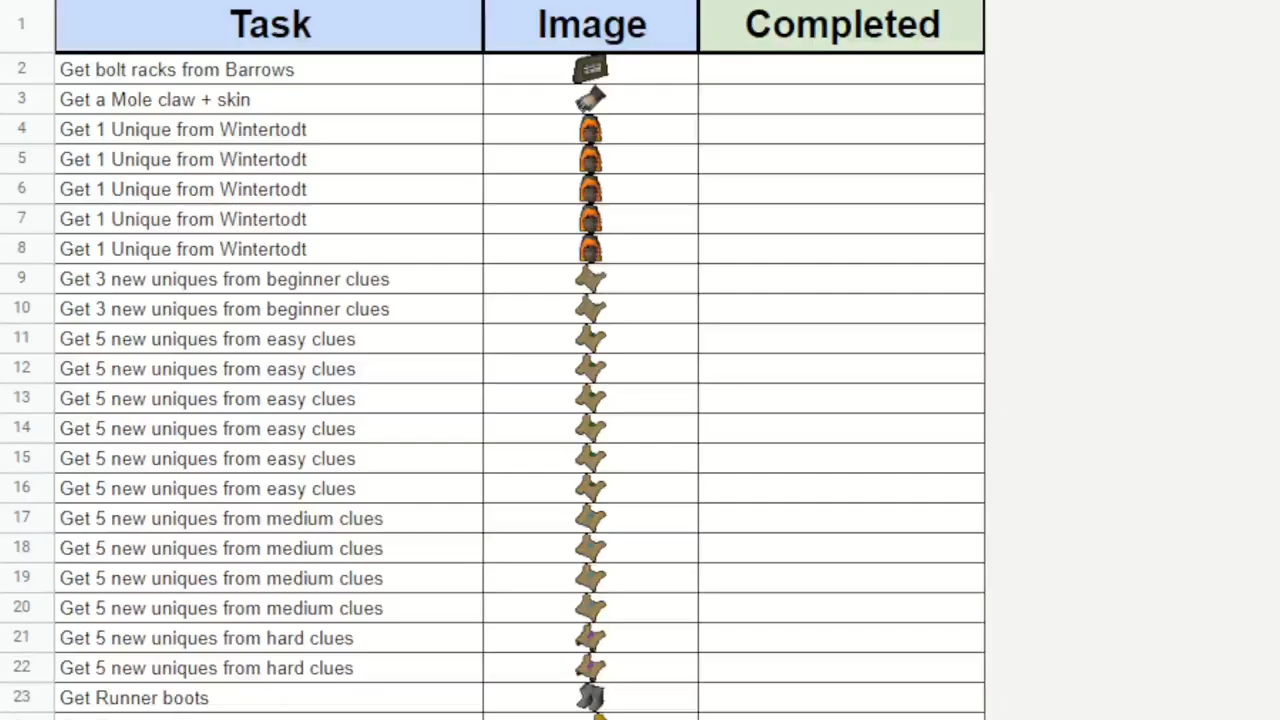 1 Task Image Completed
2 Get bolt racks from Barrows
3 Get a Mole claw + skin
4 Get 1 Unique from Wintertodt
5 Get 1 Unique from Wintertodt
6 Get 1 Unique from Wintertodt
7 Get 1 Unique from Wintertodt
8 Get 1 Unique from Wintertodt
9 Get 3 new uniques from beginner clues
10 Get 3 new uniques from beginner clues
11 Get 5 new uniques from easy clues
12 Get 5 new uniques from easy clues
13 Get 5 new uniques from easy clues
14 Get 5 new uniques from easy clues
15 Get 5 new uniques from easy clues
16 Get 5 new uniques from easy clues
17 Get 5 new uniques from medium clues
18 Get 5 new uniques from medium clues
19 Get 5 new uniques from medium clues
20 Get 5 new uniques from medium clues
21 Get 5 new uniques from hard clues
22 Get 5 new uniques from hard clues
23 Get Runner boots